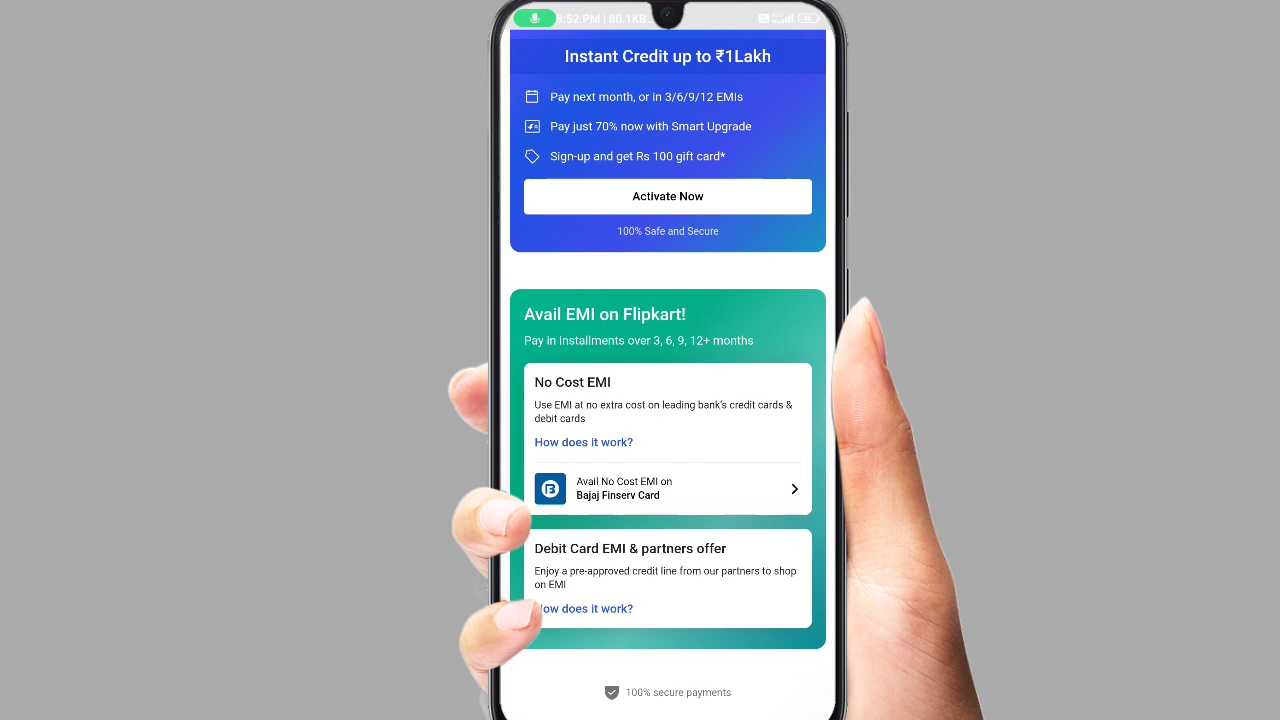 8:52 PM | 80.1KB
Instant Credit up to ₹1Lakh
Pay next month, or in 3/6/9/12 EMIs
Pay just 70% now with Smart Upgrade
Sign-up and get Rs 100 gift card*
Activate Now
100% Safe and Secure
Avail EMI on Flipkart!
Pay in installments over 3, 6, 9, 12+ months
No Cost EMI
Use EMI at no extra cost on leading bank's credit cards &
debit cards
How does it work?
Avail No Cost EMI on
Bajaj Finserv Card
Debit Card EMI & partners offer
Enjoy a pre-approved credit line from our partners to shop
on EMI
How does it work?
100% secure payments